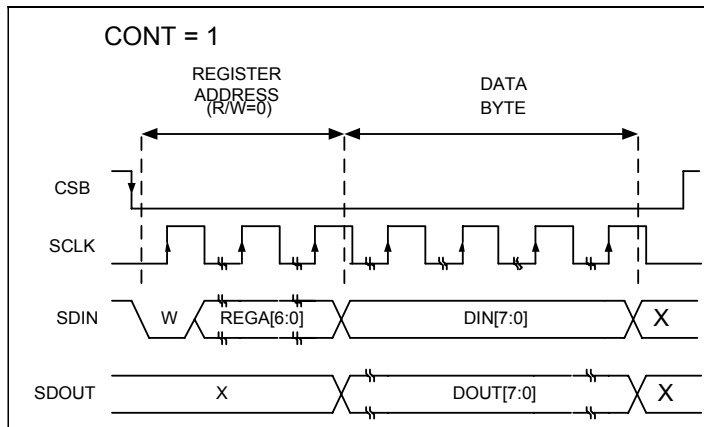 CONT = 1
REGISTER
ADDRESS
(R/W=0)
DATA
BYTE
CSB
SCLK
SDIN
W
REGA[6:0]
DIN[7:0]
X
SDOUT
X
DOUT[7:0]
X